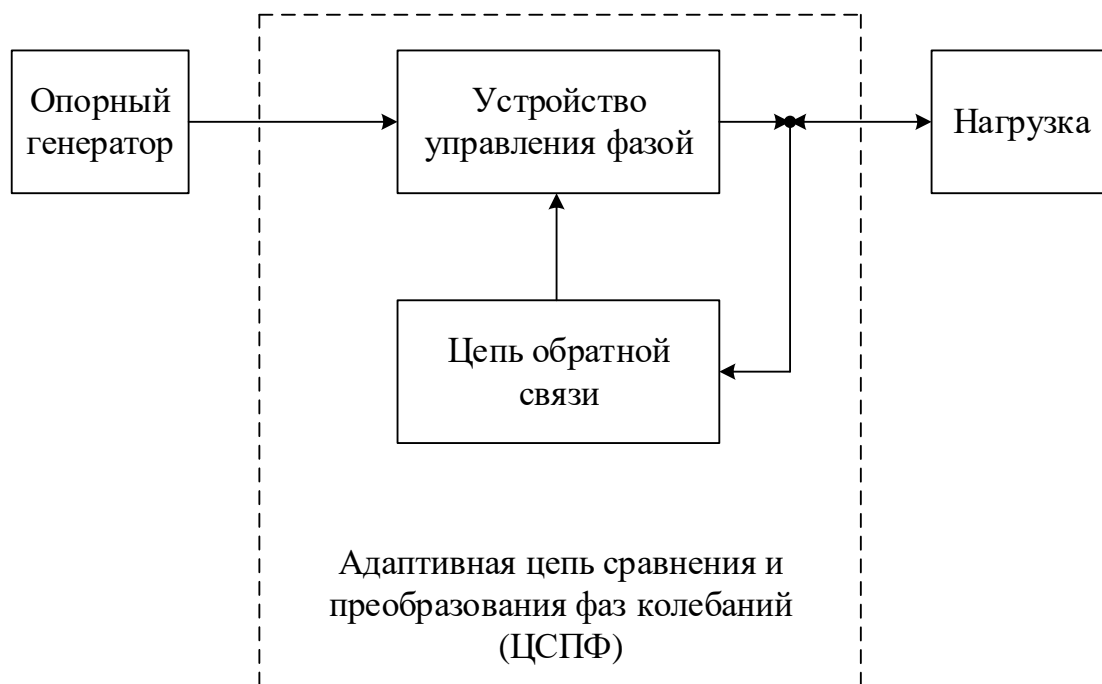 Опорный
генератор
Устройство
управления фазой
Нагрузка
Цепь обратной
связи
Адаптивная цепь сравнения и
преобразования фаз колебаний
(ЦСПФ)